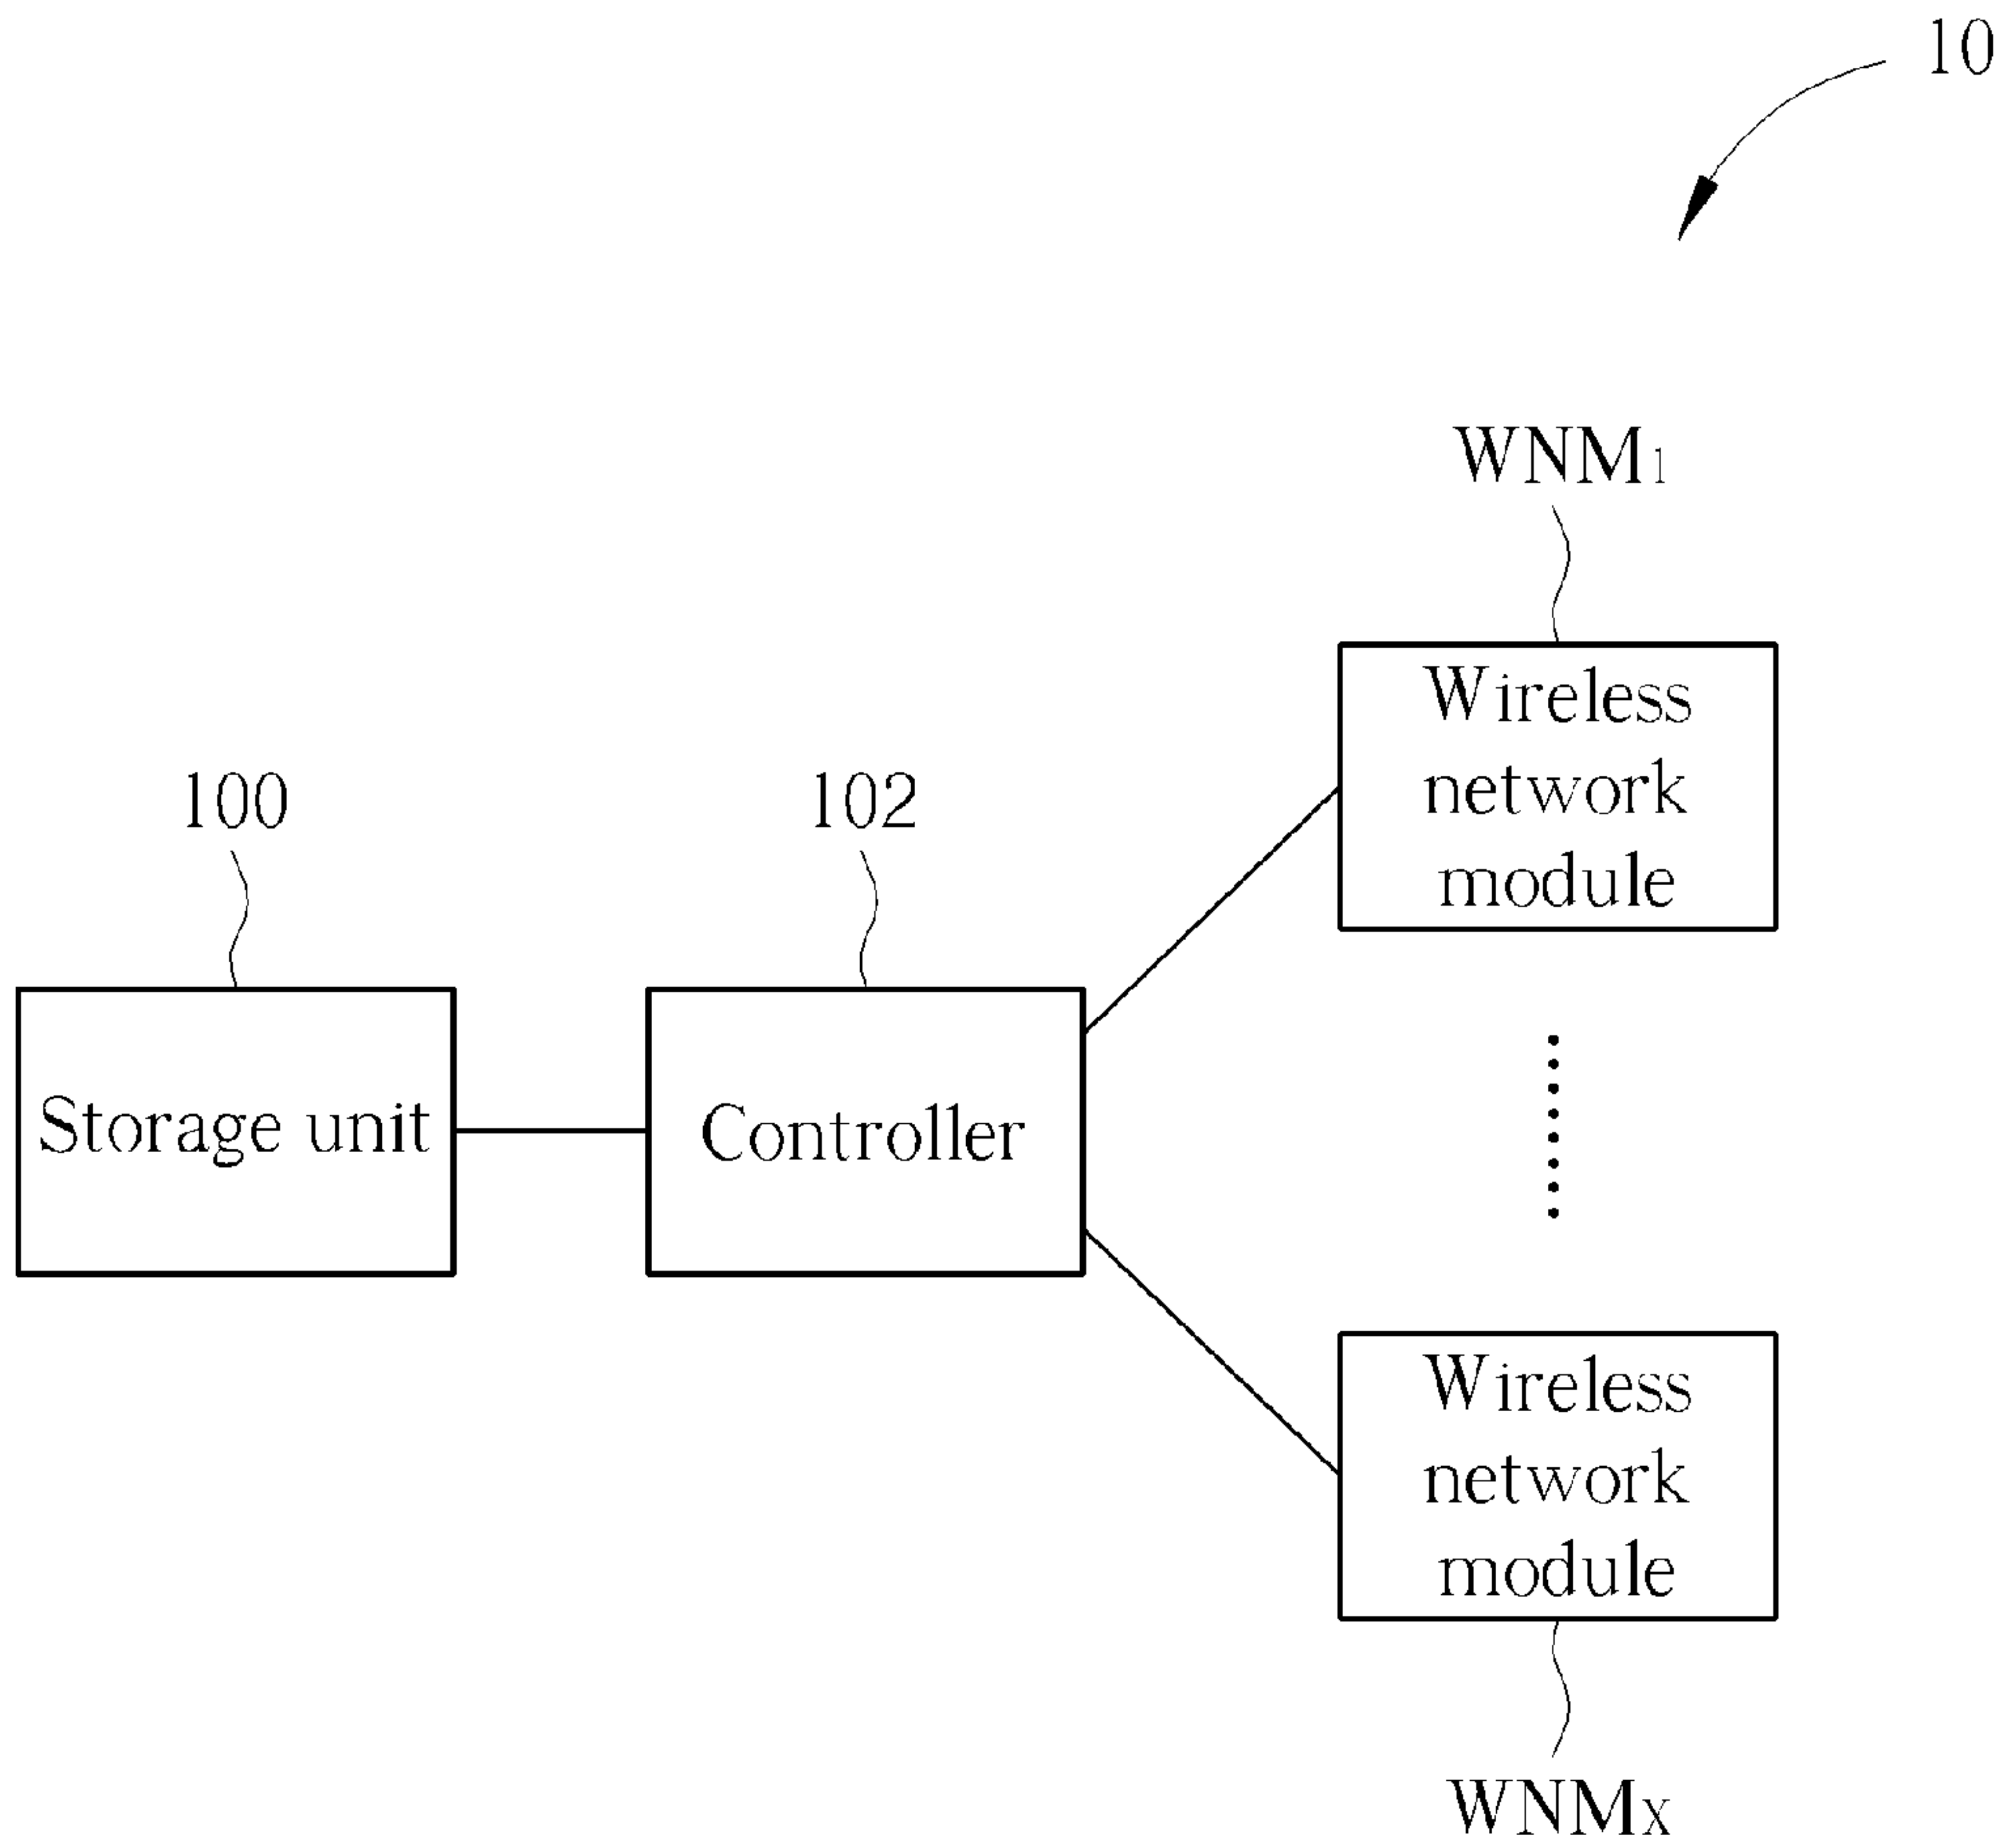 10
WNM1
Wireless
network
module
100
102
Storage unit
Controller
Wireless
network
module
WNMX